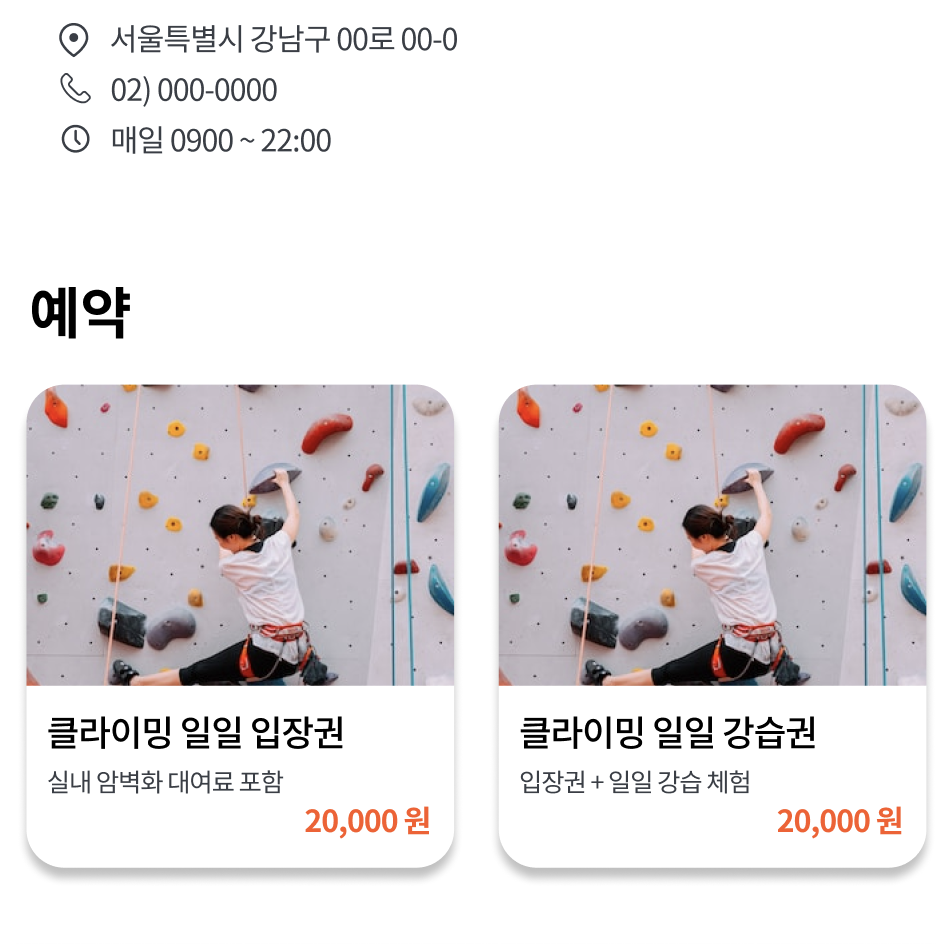 서울특별시 강남구 00로 00-0
02) 000-0000
매일 0900 ~ 22:00
예약
클라이밍 일일 입장권
실내 암벽화 대여료 포함
20,000 원
클라이밍 일일 강습권
입장권 + 일일 강습 체험
20,000 원